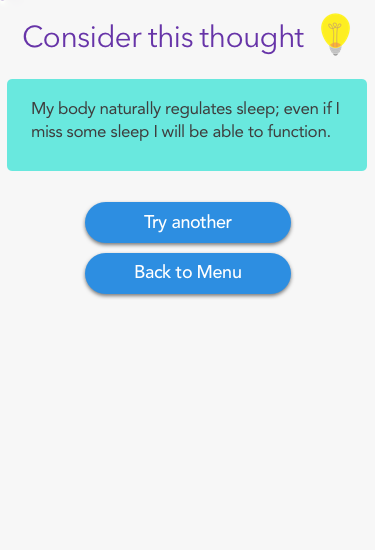 Consider this thought
My body naturally regulates sleep; even if I
miss some sleep I will be able to function.
Try another
Back to Menu